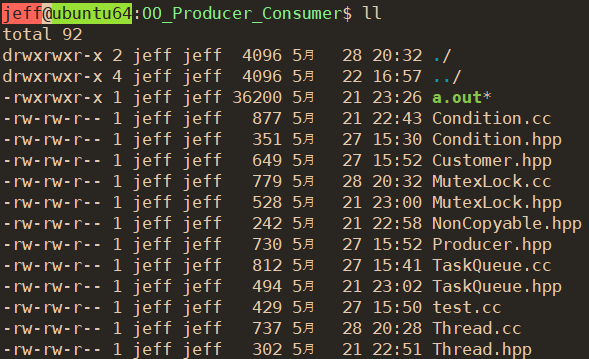 jeff@ubuntu64:OO_Producer_Consumer$ ll
total 92
drwxrwxr-x 2 jeff jeff  4096 5月   28 20:32 ./
drwxrwxr-x 4 jeff jeff  4096 5月   22 16:57 ../
-rwxrwxr-x 1 jeff jeff 36200 5月   21 23:26 a.out*
-rw-rw-r-- 1 jeff jeff   877 5月   21 22:43 Condition.cc
-rw-rw-r-- 1 jeff jeff   351 5月   27 15:30 Condition.hpp
-rw-rw-r-- 1 jeff jeff   649 5月   27 15:52 Customer.hpp
-rw-rw-r-- 1 jeff jeff   779 5月   28 20:32 MutexLock.cc
-rw-rw-r-- 1 jeff jeff   528 5月   21 23:00 MutexLock.hpp
-rw-rw-r-- 1 jeff jeff   242 5月   21 22:58 NonCopyable.hpp
-rw-rw-r-- 1 jeff jeff   730 5月   27 15:52 Producer.hpp
-rw-rw-r-- 1 jeff jeff   812 5月   27 15:41 TaskQueue.cc
-rw-rw-r-- 1 jeff jeff   494 5月   21 23:02 TaskQueue.hpp
-rw-rw-r-- 1 jeff jeff   429 5月   27 15:50 test.cc
-rw-rw-r-- 1 jeff jeff   737 5月   28 20:28 Thread.cc
-rw-rw-r-- 1 jeff jeff   302 5月   21 22:51 Thread.hpp